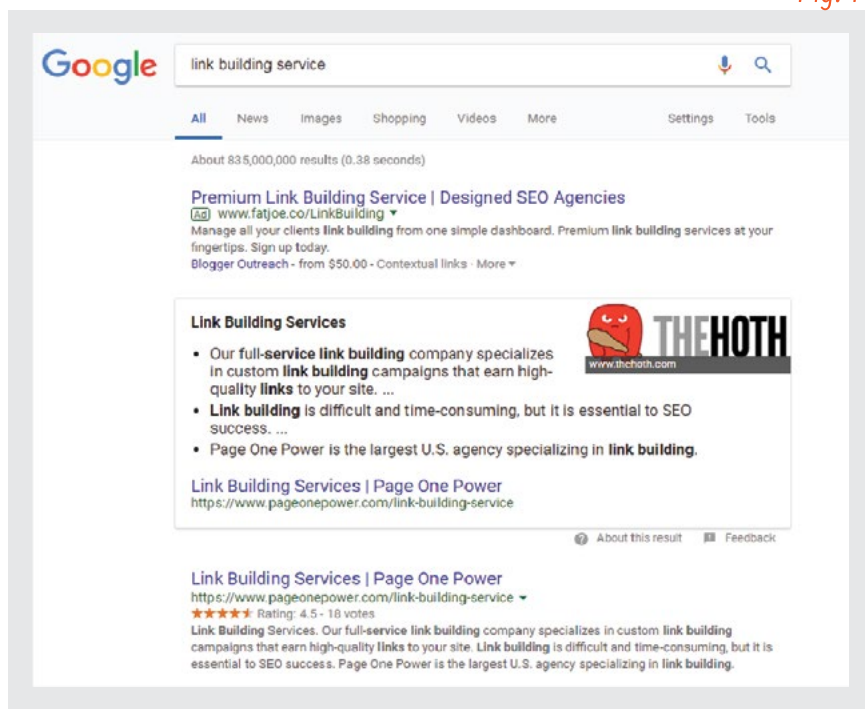 Fig. 1
Google
link building service
All News Images Shopping Videos More Settings Tools
About 835,000,000 results (0.38 seconds)
Premium Link Building Service | Designed SEO Agencies
Ad www.fatjoe.co/LinkBuilding ▼
Manage all your clients link building from one simple dashboard. Premium link building services at your
fingertips. Sign up today.
Blogger Outreach - from $50.00 - Contextual links · More ▼
Link Building Services
THEHOTH
www.thehoth.com
• Our full-service link building company specializes
in custom link building campaigns that earn high-
quality links to your site. ...
• Link building is difficult and time-consuming, but it is essential to SEO
success. ...
• Page One Power is the largest U.S. agency specializing in link building.
Link Building Services | Page One Power
https://www.pageonepower.com/link-building-service
About this result Feedback
Link Building Services | Page One Power
https://www.pageonepower.com/link-building-service ▼
★★★★★ Rating: 4.5 - 18 votes
Link Building Services. Our full-service link building company specializes in custom link building
campaigns that earn high-quality links to your site. Link building is difficult and time-consuming, but it is
essential to SEO success. Page One Power is the largest U.S. agency specializing in link building.